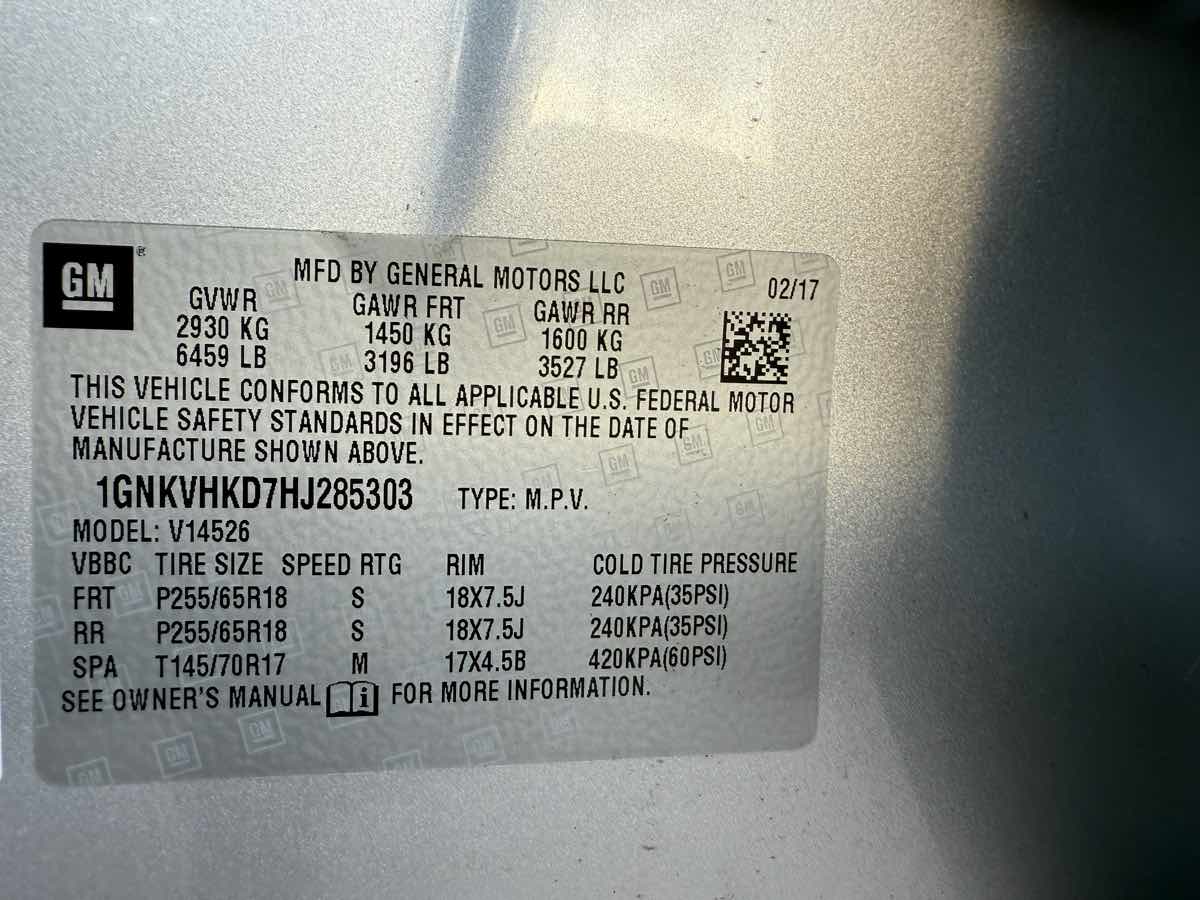 GM ®
MFD BY GENERAL MOTORS LLC 02/17
GVWR GAWR FRT GAWR RR
2930 KG 1450 KG 1600 KG
6459 LB 3196 LB 3527 LB
THIS VEHICLE CONFORMS TO ALL APPLICABLE U.S. FEDERAL MOTOR
VEHICLE SAFETY STANDARDS IN EFFECT ON THE DATE OF
MANUFACTURE SHOWN ABOVE.
1GNKVHKD7HJ285303 TYPE: M.P.V.
MODEL: V14526
VBBC TIRE SIZE SPEED RTG RIM COLD TIRE PRESSURE
FRT P255/65R18 S 18X7.5J 240KPA(35PSI)
RR P255/65R18 S 18X7.5J 240KPA(35PSI)
SPA T145/70R17 M 17X4.5B 420KPA(60PSI)
SEE OWNER'S MANUAL i FOR MORE INFORMATION.